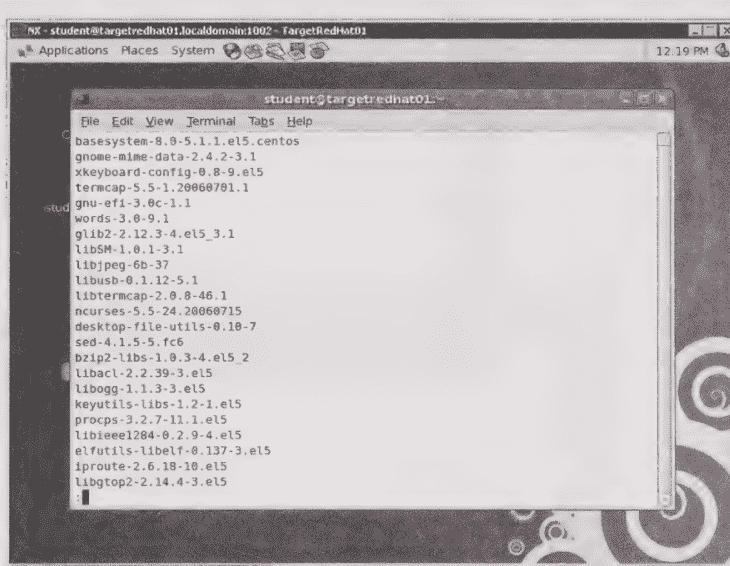 NX - student@targetredhat01.localdomain:1002 - TargetRedHat01
Applications Places System
12:19 PM
student@targetredhat01:~
File Edit View Terminal Tabs Help
basesystem-8.0-5.1.1.el5.centos
gnome-mime-data-2.4.2-3.1
xkeyboard-config-0.8-9.el5
termcap-5.5-1.20060701.1
gnu-efi-3.0c-1.1
words-3.0-9.1
glib2-2.12.3-4.el5_3.1
libSM-1.0.1-3.1
libjpeg-6b-37
libusb-0.1.12-5.1
libtermcap-2.0.8-46.1
ncurses-5.5-24.20060715
desktop-file-utils-0.10-7
sed-4.1.5-5.fc6
bzip2-libs-1.0.3-4.el5_2
libacl-2.2.39-3.el5
libogg-1.1.3-3.el5
keyutils-libs-1.2-1.el5
procps-3.2.7-11.1.el5
libieee1284-0.2.9-4.el5
elfutils-libelf-0.137-3.el5
iproute-2.6.18-10.el5
libgtop2-2.14.4-3.el5
: